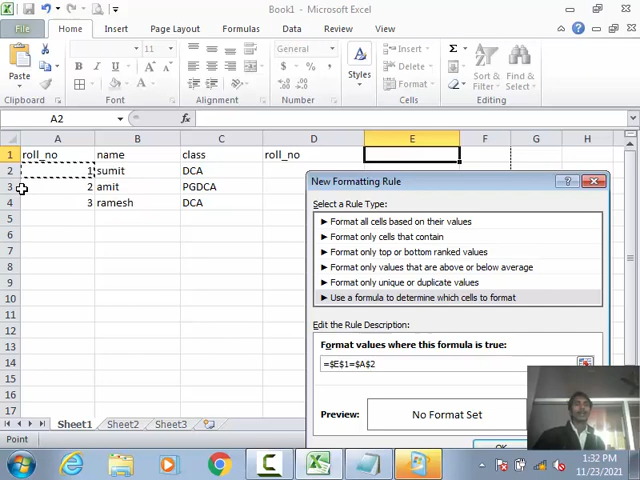 Book1 - Microsoft Excel
File Home Insert Page Layout Formulas Data Review View
Paste
11
B I U
A A
General
$ % ,
Styles
Insert
Delete
Format
Sort & Filter
Find & Select
Clipboard Font Alignment Number Cells Editing
A2 fx
A B C D E F G H
1 roll_no name class roll_no
2 1 sumit DCA
3 2 amit PGDCA
4 3 ramesh DCA
5
6
7
8
9
10
11
12
13
14
15
16
17
New Formatting Rule
Select a Rule Type:
► Format all cells based on their values
► Format only cells that contain
► Format only top or bottom ranked values
► Format only values that are above or below average
► Format only unique or duplicate values
► Use a formula to determine which cells to format
Edit the Rule Description:
Format values where this formula is true:
=$E$1=$A$2
Preview:
No Format Set
OK
Sheet1 Sheet2 Sheet3
Point
1:32 PM
11/23/2021